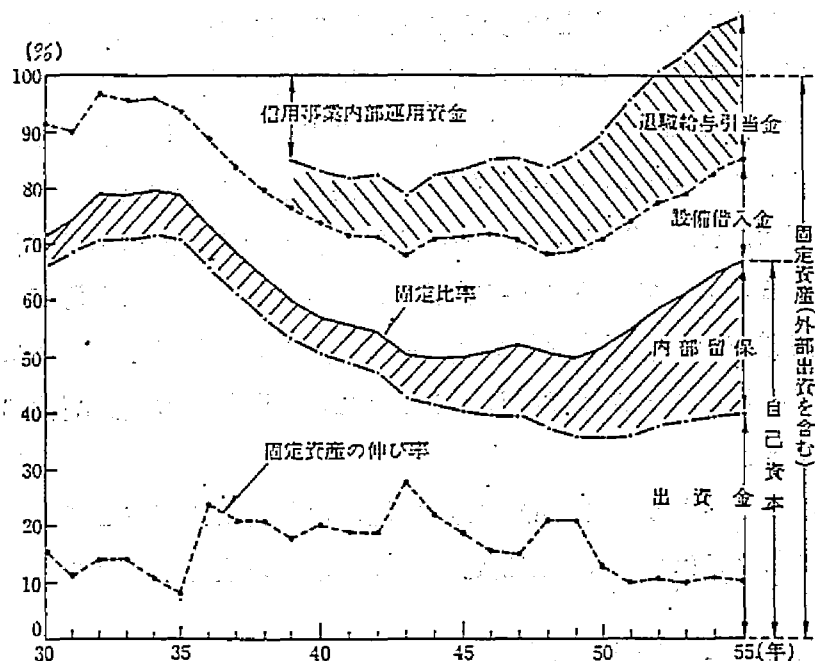 (%)
100
90
80
70
60
50
40
30
20
10
0
30
35
40
45
50
55(年)
信用事業内部運用資金
退職給与引当金
設備借入金
固定比率
内部留保
固定資産の伸び率
出資金
自己資本
固定資産(外部出資を含む)